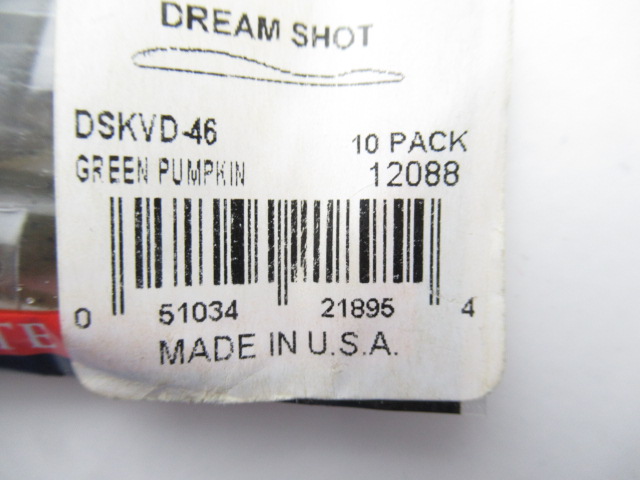 DREAM SHOT
DSKVD-46
10 PACK
GREEN PUMPKIN
12088
0 51034 21895 4
MADE IN U.S.A.